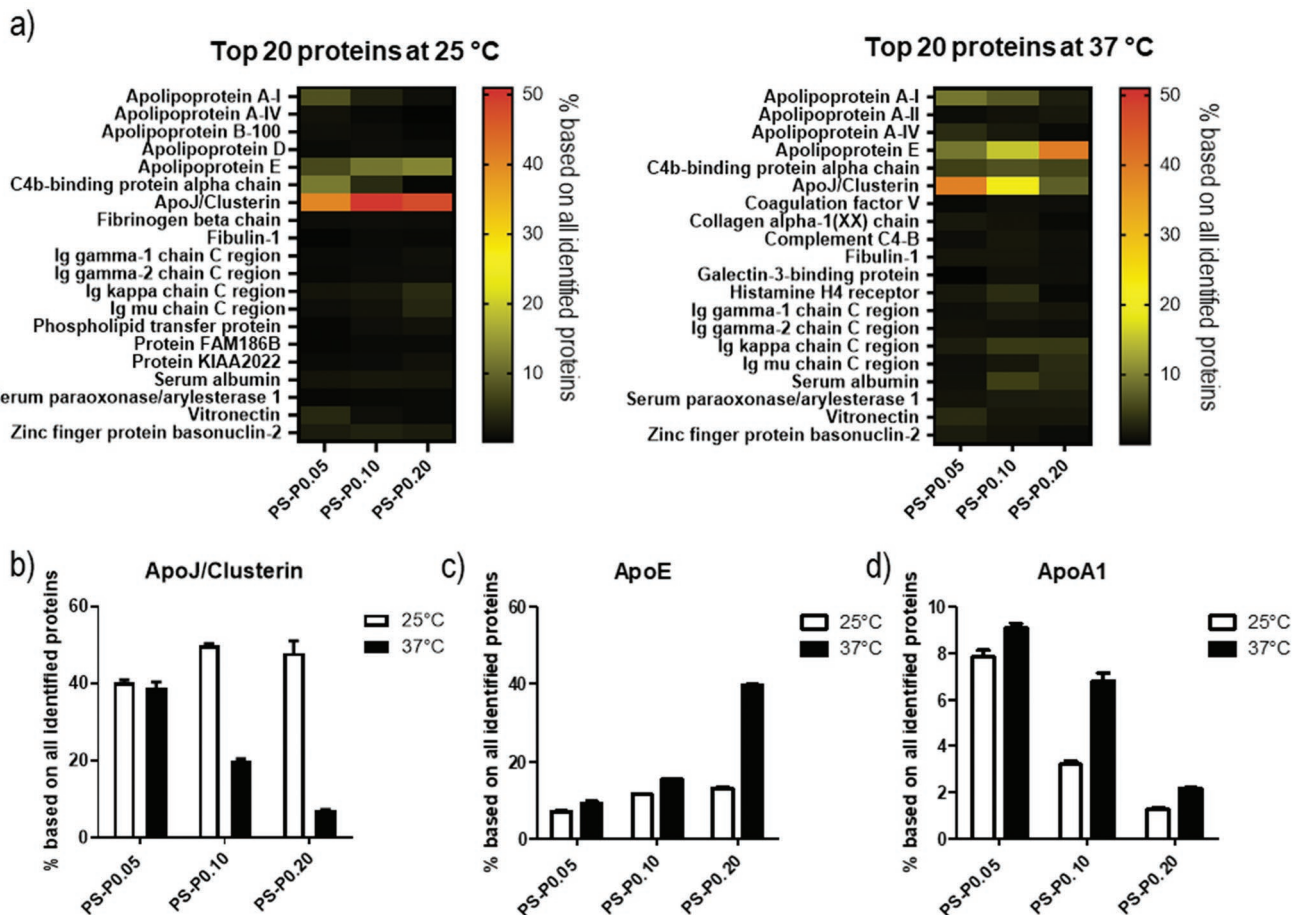 a)
Top 20 proteins at 25 °C
Apolipoprotein A-I
Apolipoprotein A-IV
Apolipoprotein B-100
Apolipoprotein D
Apolipoprotein E
C4b-binding protein alpha chain
ApoJ/Clusterin
Fibrinogen beta chain
Fibulin-1
Ig gamma-1 chain C region
Ig gamma-2 chain C region
Ig kappa chain C region
Ig mu chain C region
Phospholipid transfer protein
Protein FAM186B
Protein KIAA2022
Serum albumin
erum paraoxonase/arylesterase 1
Vitronectin
Zinc finger protein basonuclin-2
PS-P0.05
PS-P0.10
PS-P0.20
50
40
30
20
10
% based on all identified proteins
Top 20 proteins at 37 °C
Apolipoprotein A-I
Apolipoprotein A-II
Apolipoprotein A-IV
Apolipoprotein E
C4b-binding protein alpha chain
ApoJ/Clusterin
Coagulation factor V
Collagen alpha-1(XX) chain
Complement C4-B
Fibulin-1
Galectin-3-binding protein
Histamine H4 receptor
Ig gamma-1 chain C region
Ig gamma-2 chain C region
Ig kappa chain C region
Ig mu chain C region
Serum albumin
Serum paraoxonase/arylesterase 1
Vitronectin
Zinc finger protein basonuclin-2
PS-P0.05
PS-P0.10
PS-P0.20
50
40
30
20
10
% based on all identified proteins
b)
ApoJ/Clusterin
% based on all identified proteins
60
40
20
0
PS-P0.05
PS-P0.10
PS-P0.20
25°C
37°C
c)
ApoE
% based on all identified proteins
60
40
20
0
PS-P0.05
PS-P0.10
PS-P0.20
25°C
37°C
d)
ApoA1
% based on all identified proteins
10
8
6
4
2
0
PS-P0.05
PS-P0.10
PS-P0.20
25°C
37°C